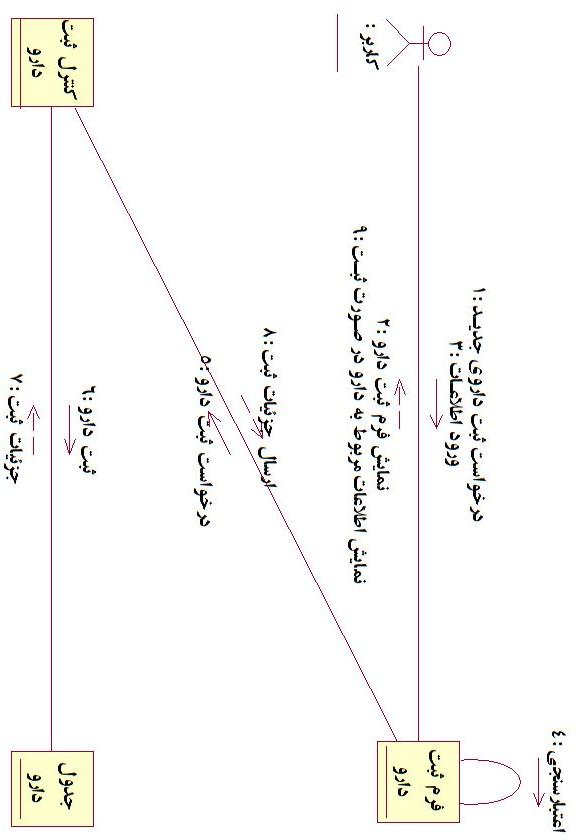 کاربر :
۱: درخواست ثبت داروی جدید
۳: ورود اطلاعات
۲: نمایش فرم ثبت دارو
۹: نمایش اطلاعات مربوط به دارو در صورت ثبت
۴: اعتبار سنجی
فرم ثبت
دارو
۸: ارسال جزئیات ثبت
۵: درخواست ثبت دارو
کنترل ثبت
دارو
۶: ثبت دارو
۷: جزئیات ثبت
جدول
دارو